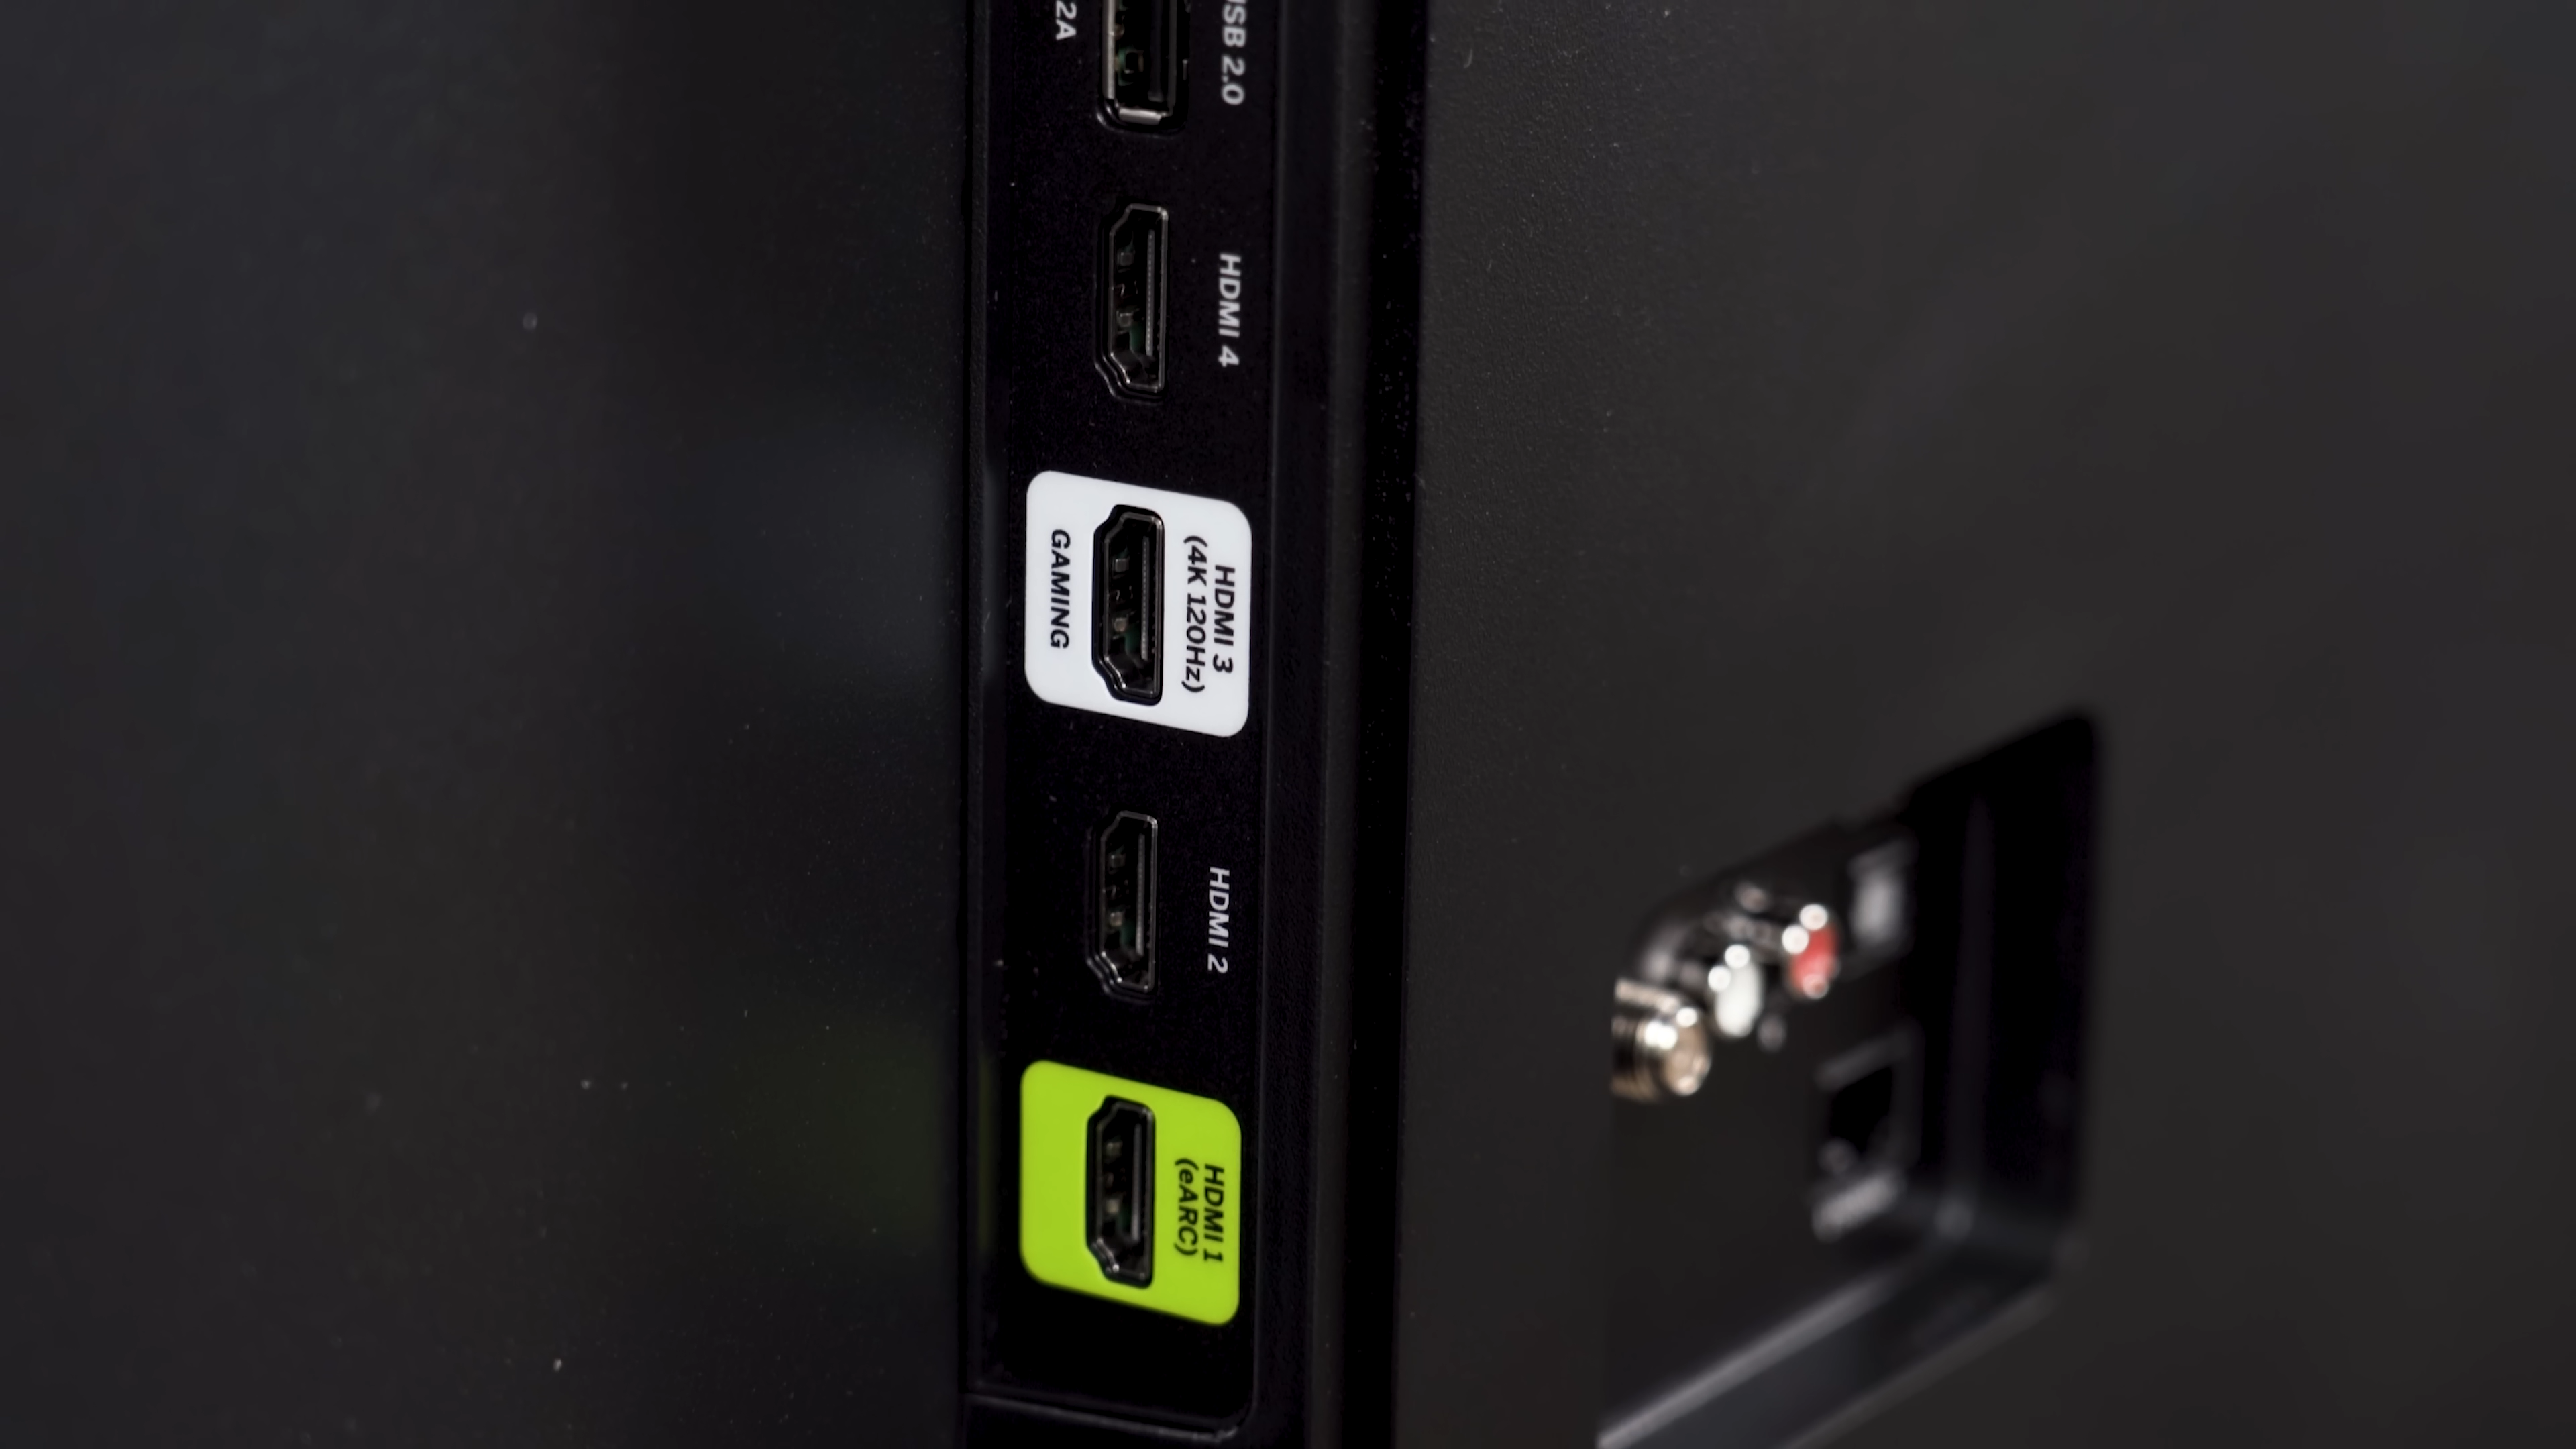 2A
USB 2.0
HDMI 4
HDMI 3
(4K 120Hz)
GAMING
HDMI 2
HDMI 1
(eARC)